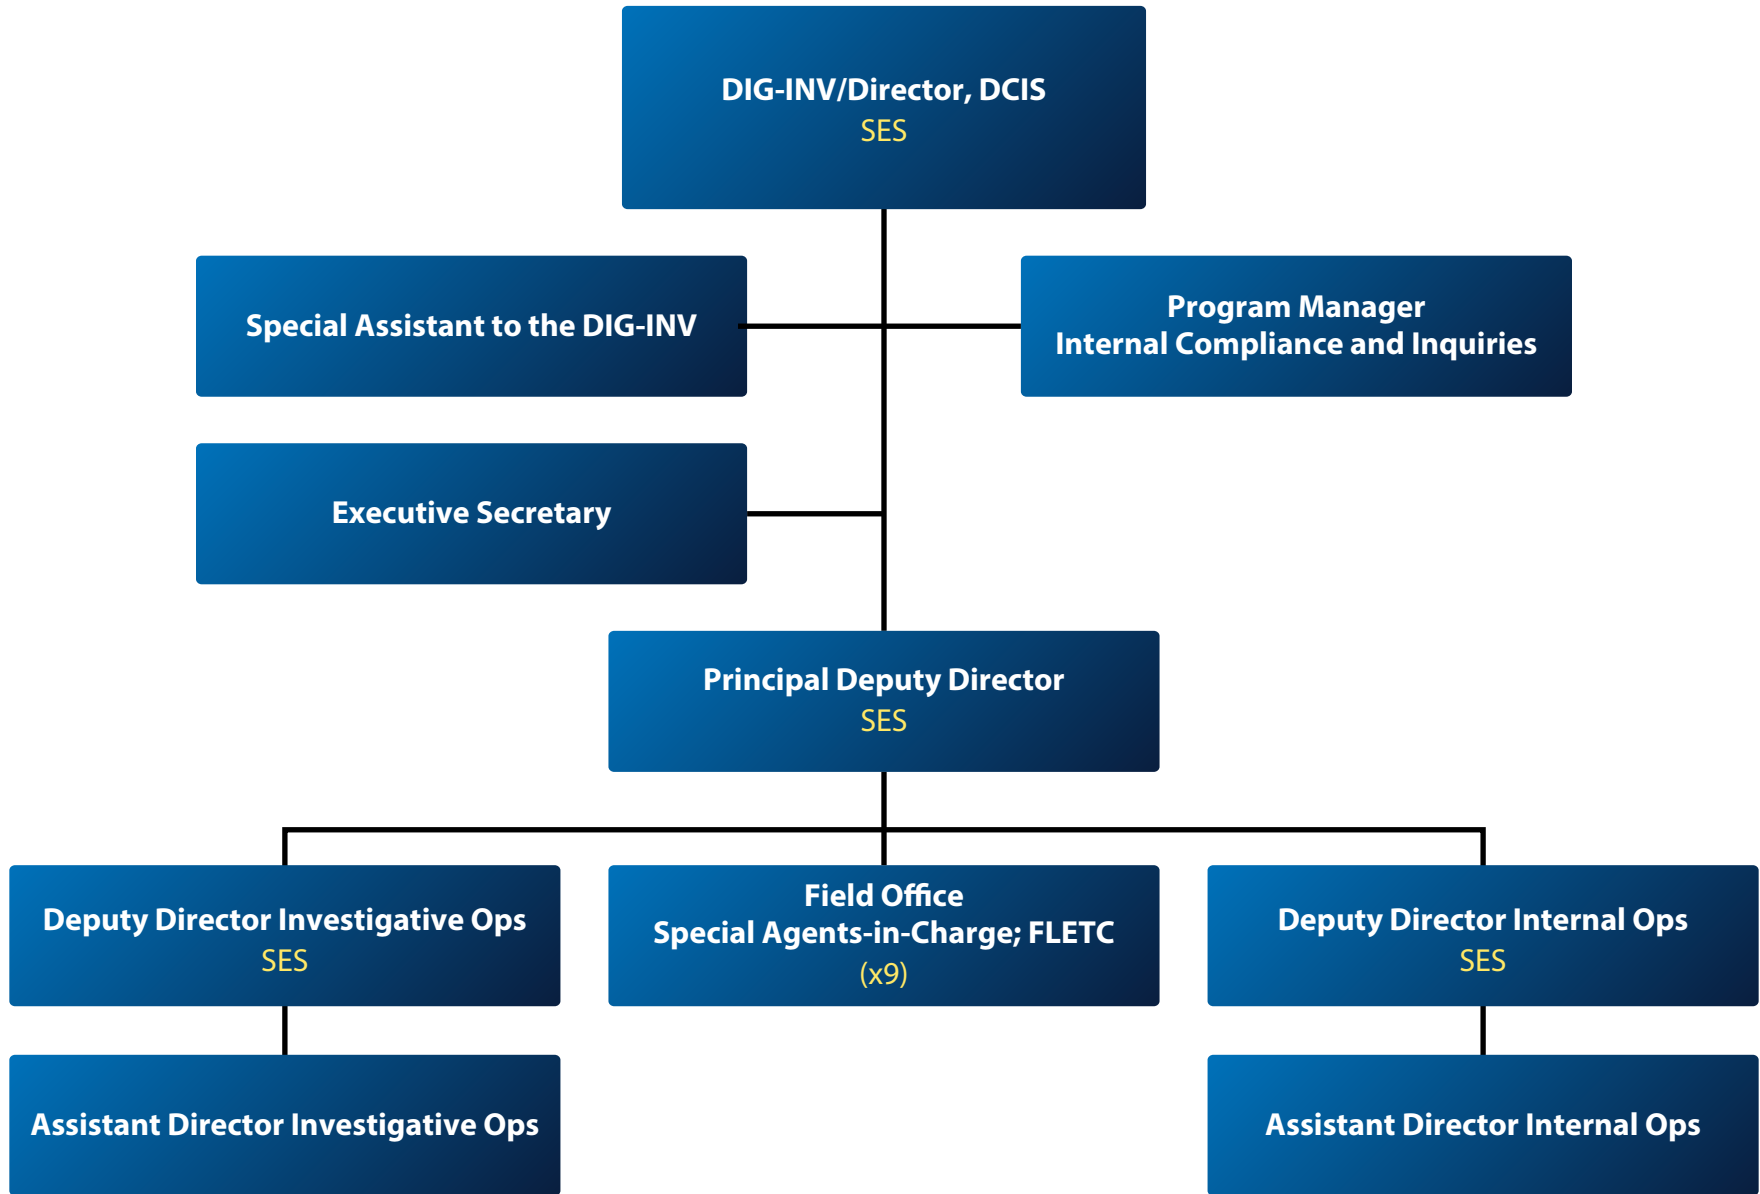 DIG-INV/Director, DCIS
SES
Special Assistant to the DIG-INV
Program Manager
Internal Compliance and Inquiries
Executive Secretary
Principal Deputy Director
SES
Deputy Director Investigative Ops
SES
Field Office
Special Agents-in-Charge; FLETC
(x9)
Deputy Director Internal Ops
SES
Assistant Director Investigative Ops
Assistant Director Internal Ops